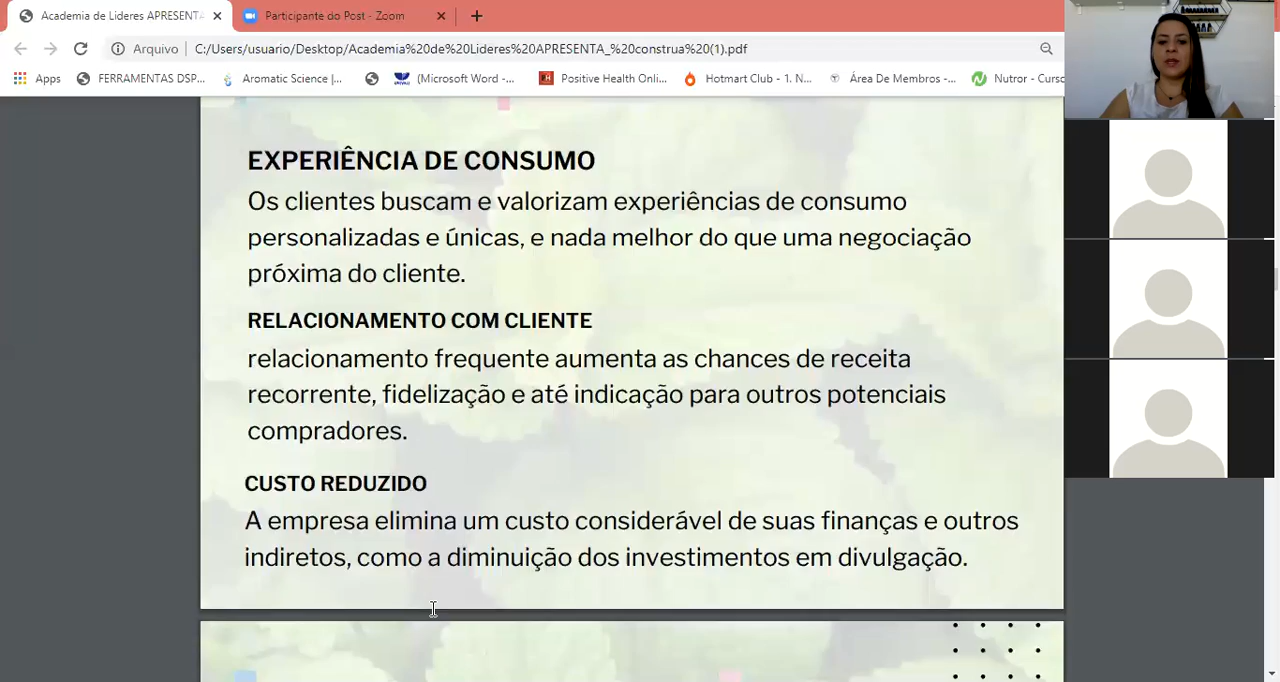 Academia de Lideres APRESENTA
Participante do Post - Zoom
Arquivo
C:/Users/usuario/Desktop/Academia%20de%20Lideres%20APRESENTA_%20construa%20(1).pdf
Apps
FERRAMENTAS DSP...
Aromatic Science |...
(Microsoft Word -...
Positive Health Onli...
Hotmart Club - 1. N...
Área De Membros -...
Nutror - Curso
EXPERIÊNCIA DE CONSUMO
Os clientes buscam e valorizam experiências de consumo
personalizadas e únicas, e nada melhor do que uma negociação
próxima do cliente.
RELACIONAMENTO COM CLIENTE
relacionamento frequente aumenta as chances de receita
recorrente, fidelização e até indicação para outros potenciais
compradores.
CUSTO REDUZIDO
A empresa elimina um custo considerável de suas finanças e outros
indiretos, como a diminuição dos investimentos em divulgação.